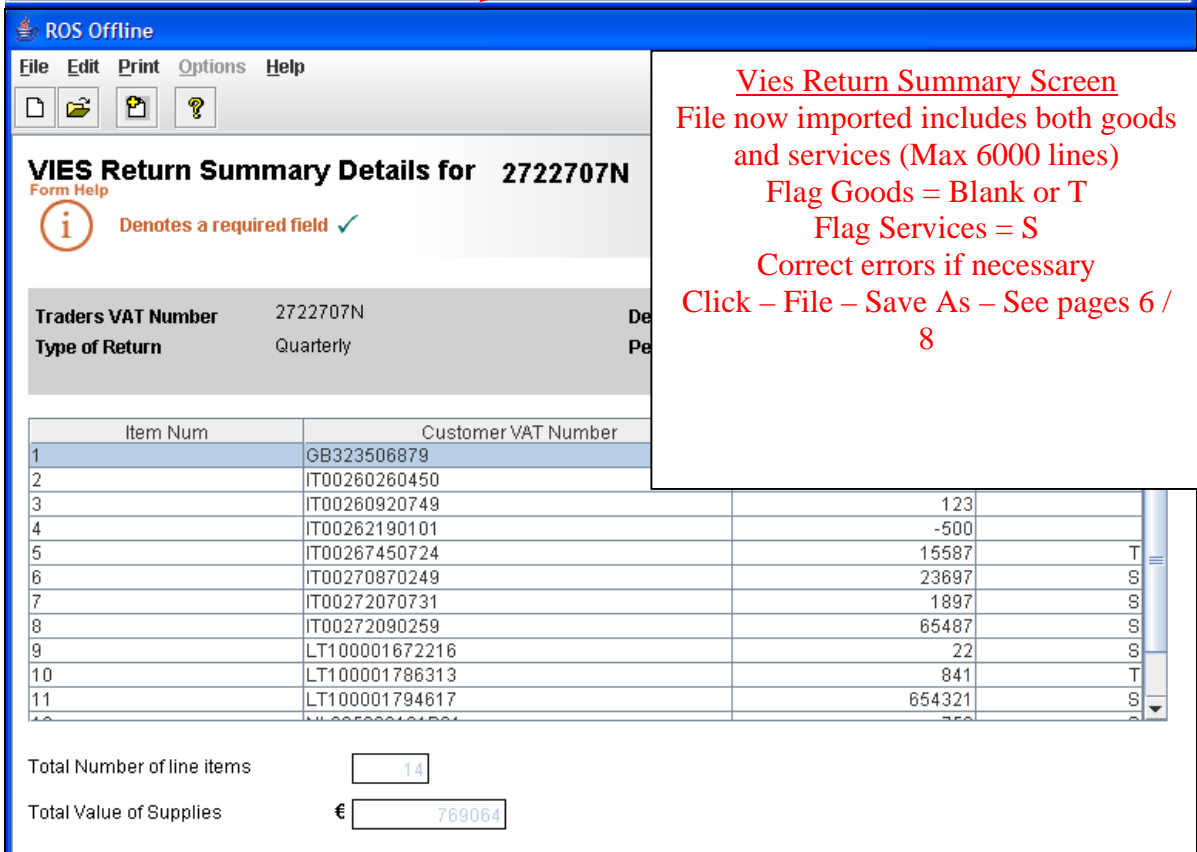 ROS Offline
File Edit Print Options Help
Vies Return Summary Screen
File now imported includes both goods
and services (Max 6000 lines)
Flag Goods = Blank or T
Flag Services = S
Correct errors if necessary
Click – File – Save As – See pages 6 /
8
VIES Return Summary Details for 2722707N
Form Help
i Denotes a required field ✓
Traders VAT Number 2722707N De
Type of Return Quarterly Pe
Item Num Customer VAT Number
1 GB323506879
2 IT00260260450
3 IT00260920749 123
4 IT00262190101 -500
5 IT00267450724 15587 T
6 IT00270870249 23697 S
7 IT00272070731 1897 S
8 IT00272090259 65487 S
9 LT100001672216 22 S
10 LT100001786313 841 T
11 LT100001794617 654321 S
Total Number of line items 14
Total Value of Supplies € 769064